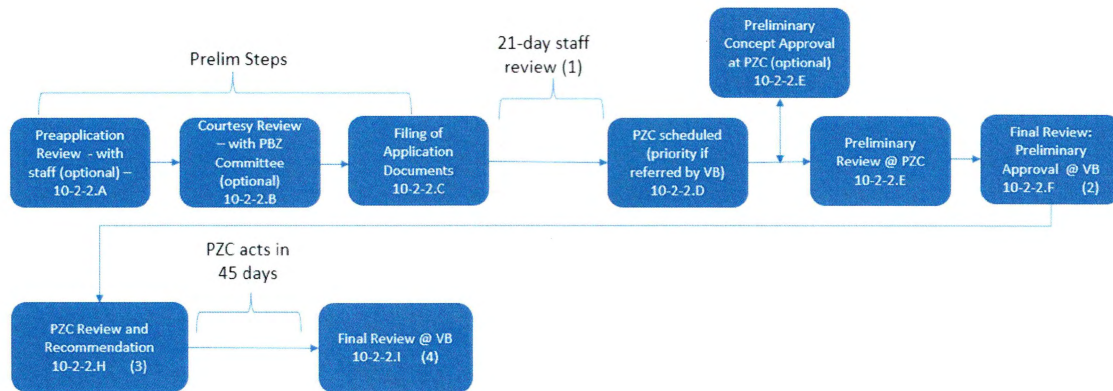 Prelim Steps
21-day staff
review (1)
Preliminary
Concept Approval
at PZC (optional)
10-2-2.E
Preapplication
Review - with
staff (optional) –
10-2-2.A
Courtesy Review
– with PBZ
Committee
(optional)
10-2-2.B
Filing of
Application
Documents
10-2-2.C
PZC scheduled
(priority if
referred by VB)
10-2-2.D
Preliminary
Review @ PZC
10-2-2.E
Final Review:
Preliminary
Approval @ VB
10-2-2.F (2)
PZC acts in
45 days
PZC Review and
Recommendation
10-2-2.H (3)
Final Review @ VB
10-2-2.I (4)